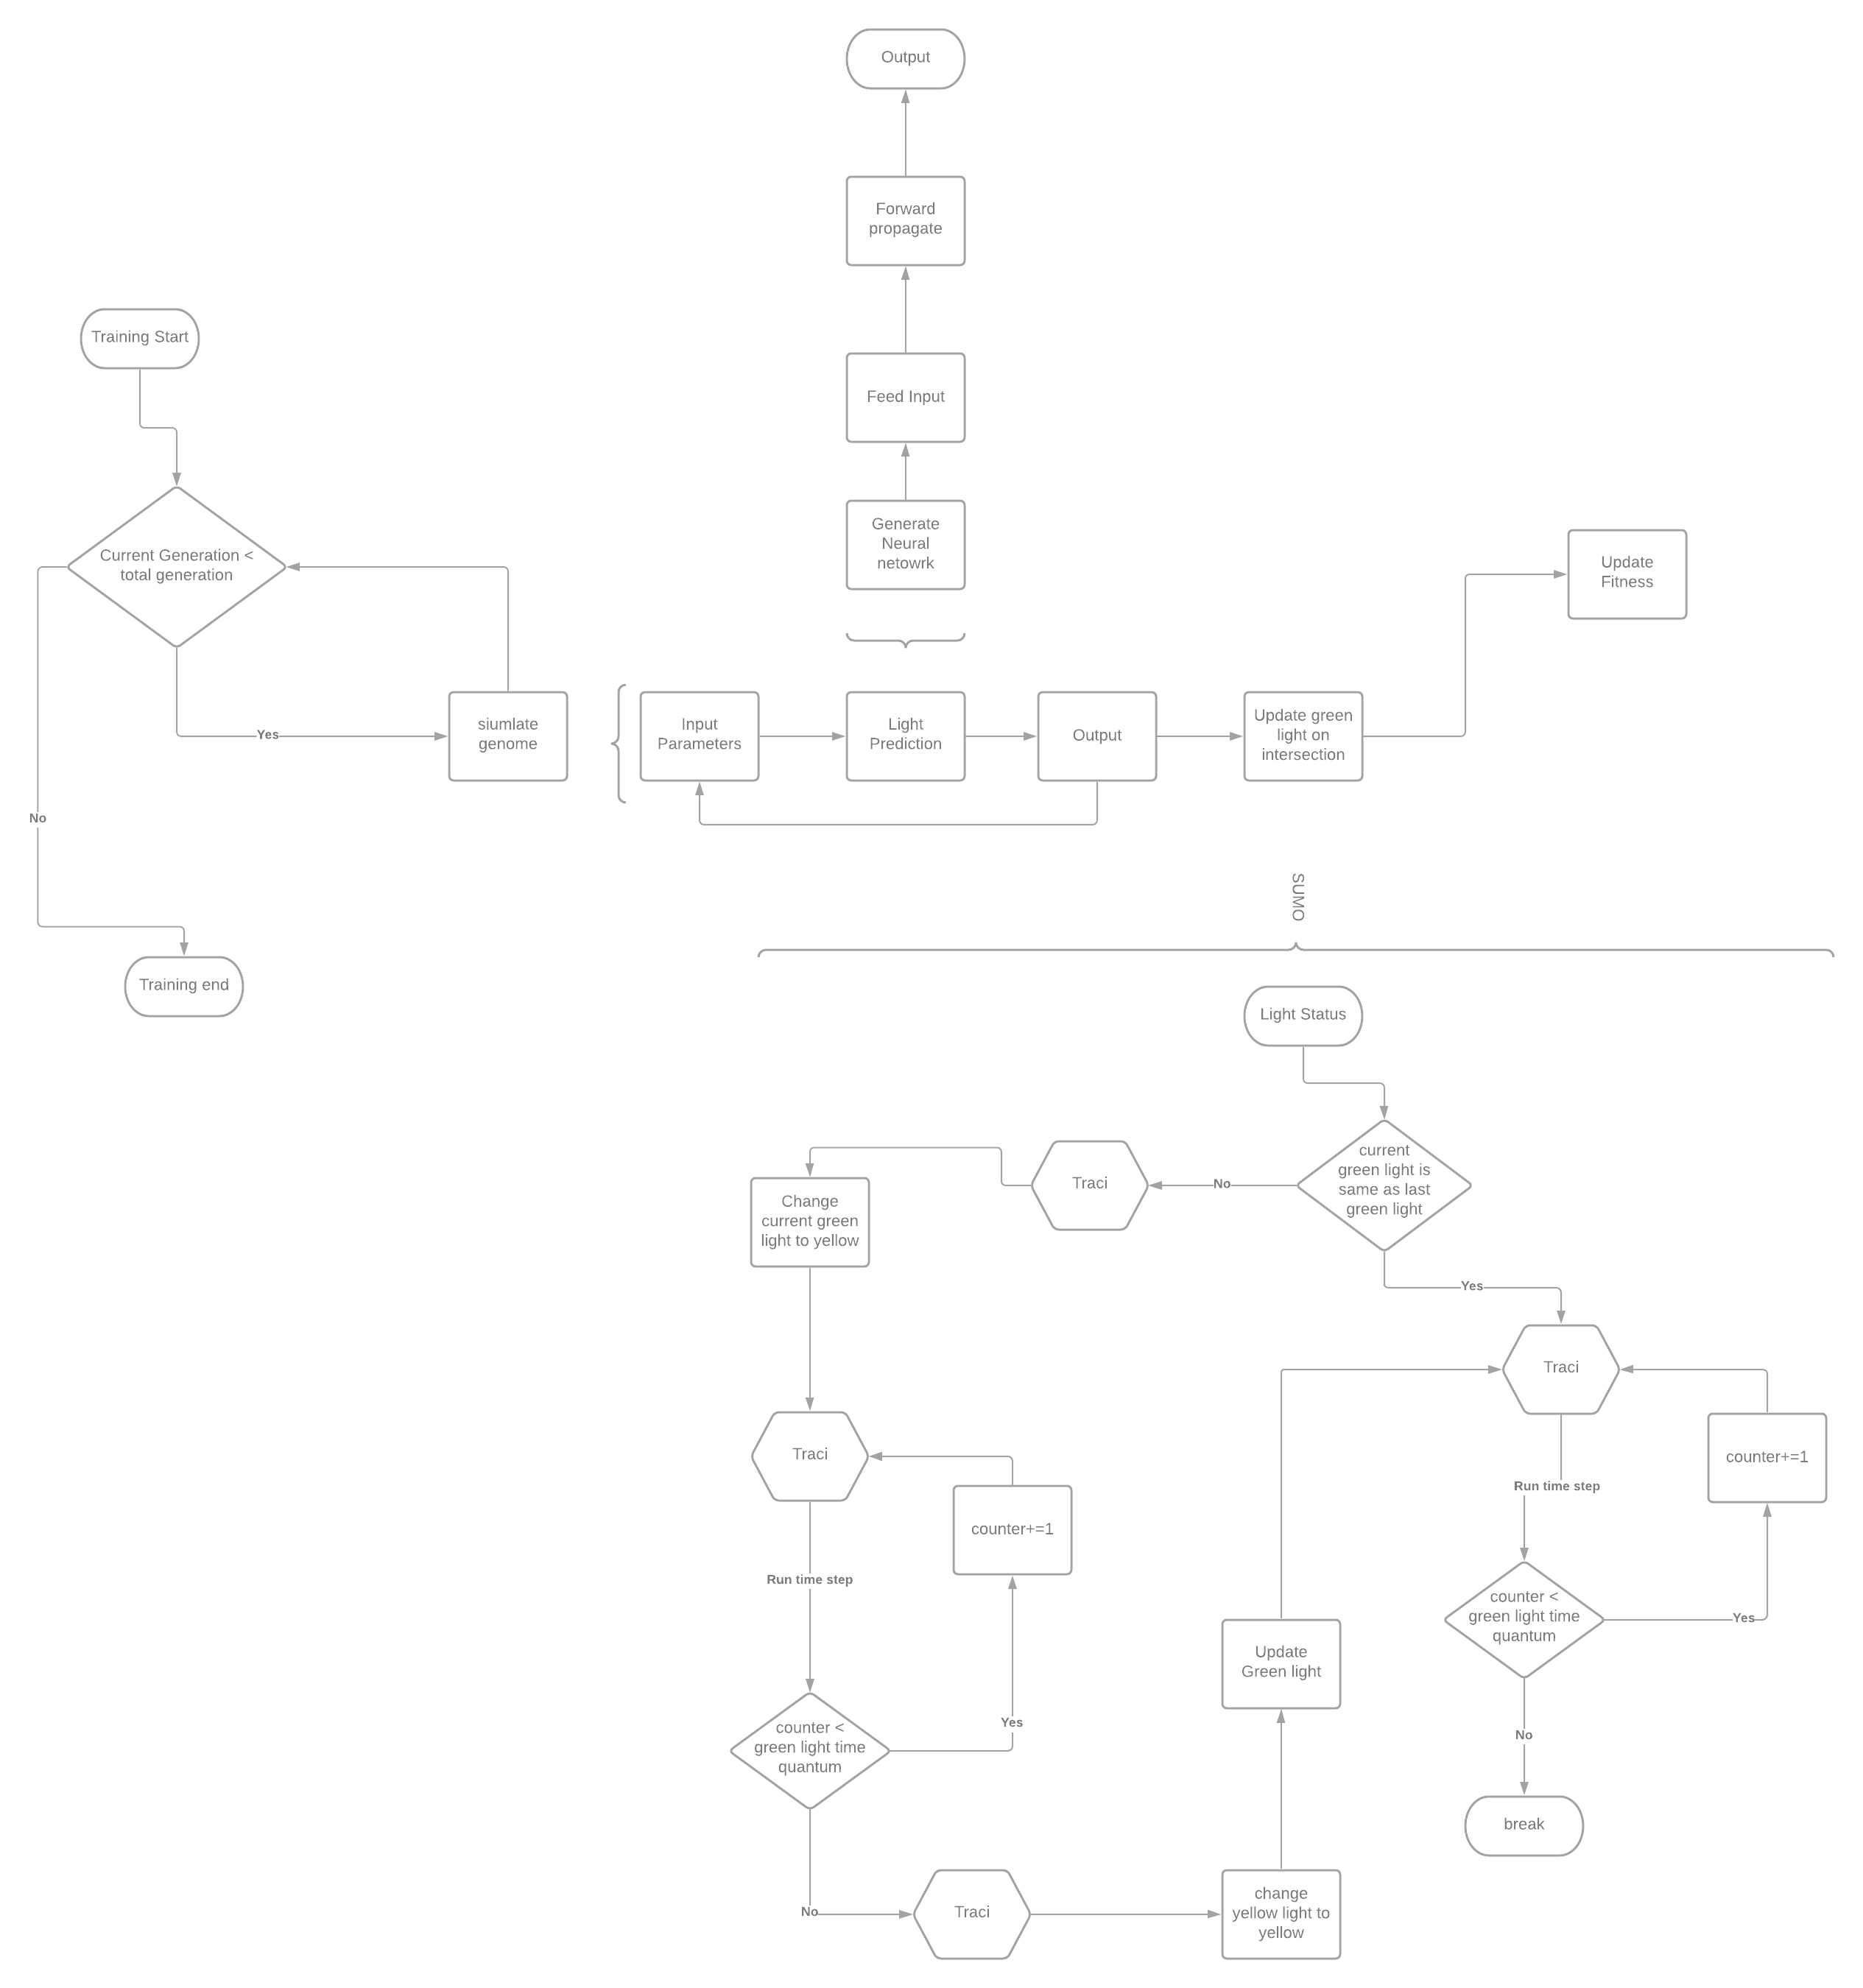 Output
Forward
propagate
Training Start
Feed Input
Generate
Neural
netowrk
Current Generation <
total generation
Update
Fitness
Yes
siumlate
genome
Input
Parameters
Light
Prediction
Output
Update green
light on
intersection
No
SUMO
Training end
Light Status
current
green light is
same as last
green light
No
Traci
Change
current green
light to yellow
Yes
Traci
Traci
counter+=1
Run time step
counter+=1
Run time step
counter <
green light time
quantum
Yes
Update
Green light
Yes
counter <
green light time
quantum
No
break
No
Traci
change
yellow light to
yellow